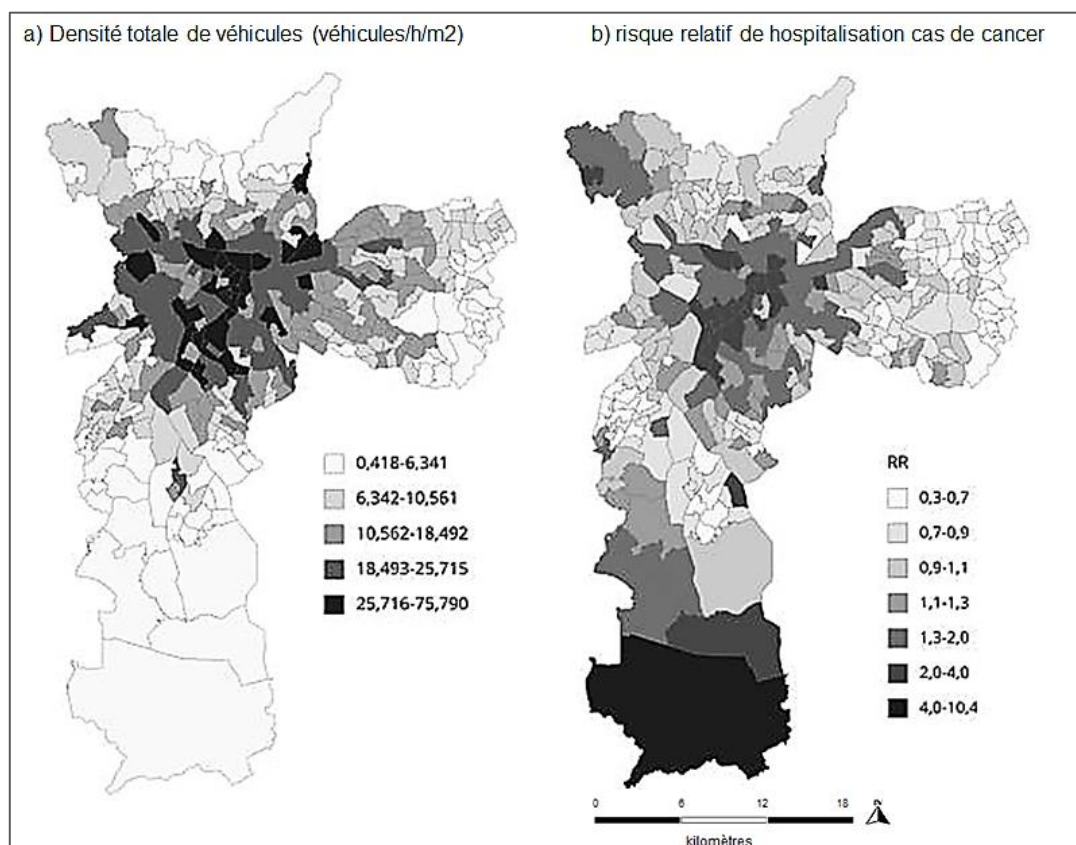 a) Densité totale de véhicules (véhicules/h/m2)
b) risque relatif de hospitalisation cas de cancer
0,418-6,341
6,342-10,561
10,562-18,492
18,493-25,715
25,716-75,790
RR
0,3-0,7
0,7-0,9
0,9-1,1
1,1-1,3
1,3-2,0
2,0-4,0
4,0-10,4
0 6 12 18
kilomètres